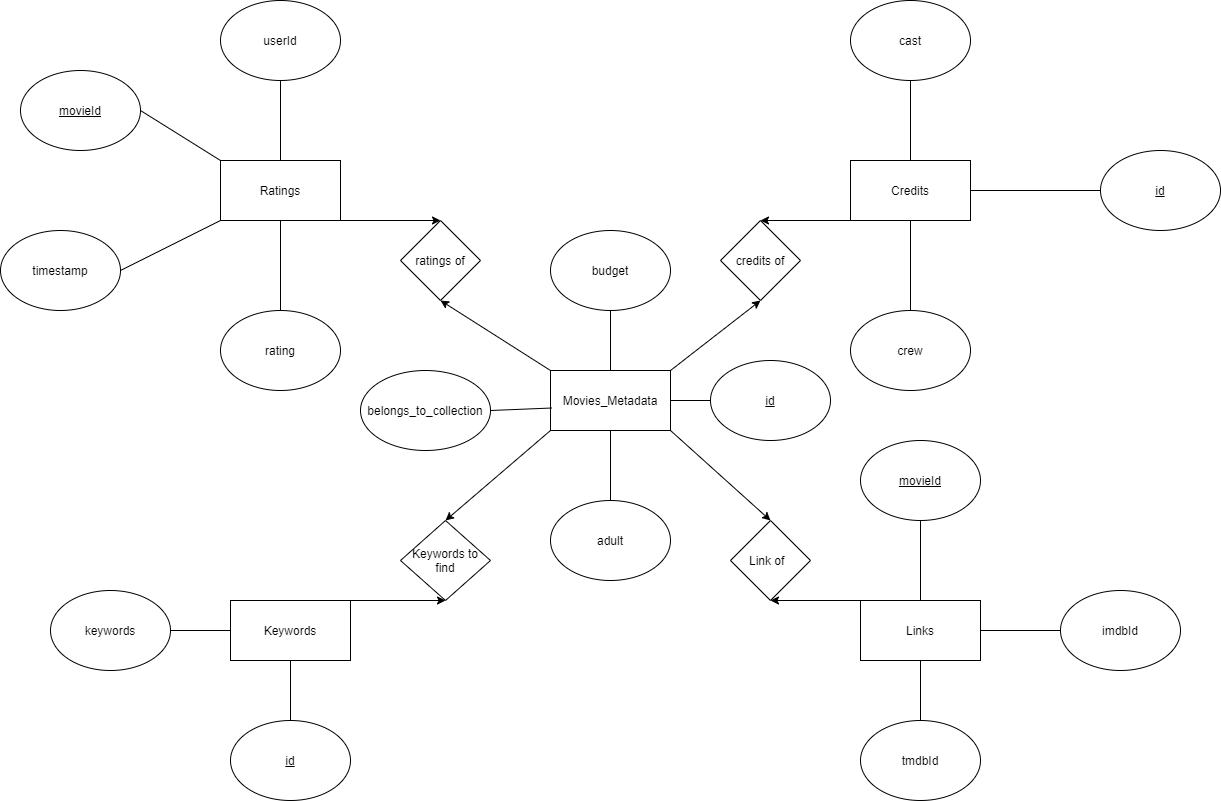 userId
cast
movieId
Ratings
Credits
id
ratings of
credits of
timestamp
budget
rating
crew
belongs_to_collection
Movies_Metadata
id
movieId
adult
Keywords to
find
Link of
keywords
Keywords
Links
imdbId
id
tmdbId